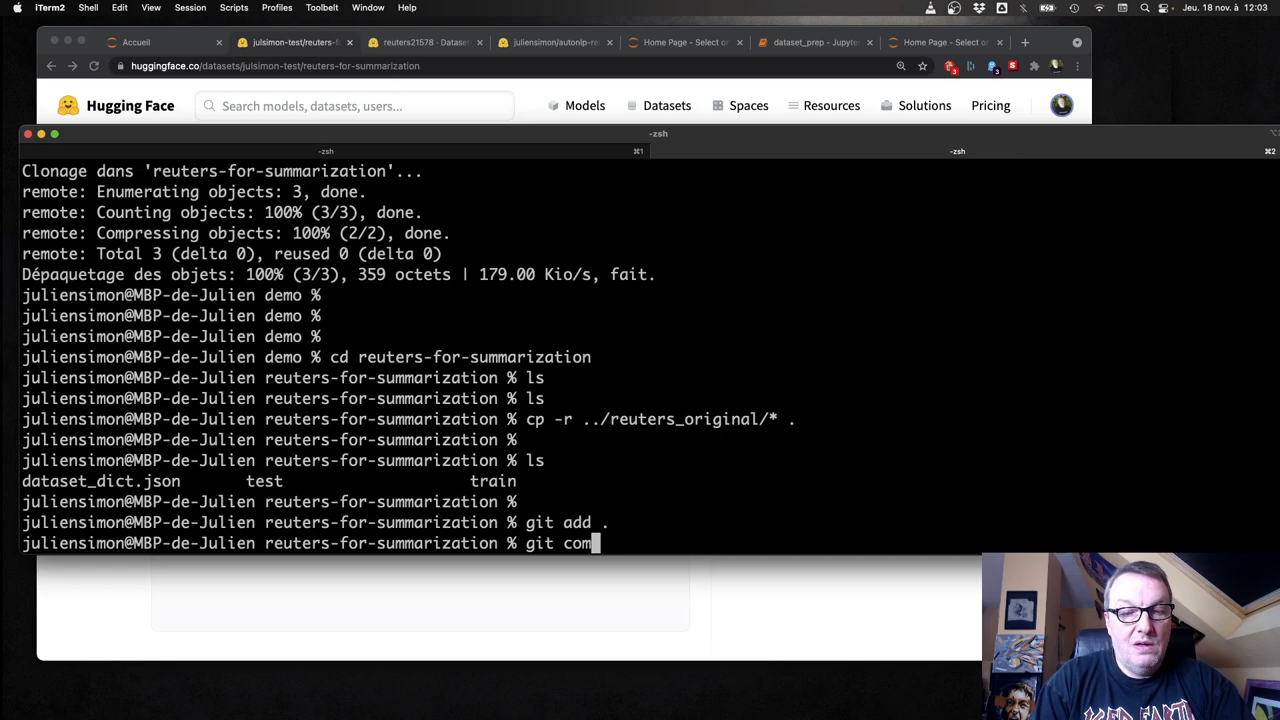 iTerm2 Shell Edit View Session Scripts Profiles Toolbelt Window Help Jeu. 18 nov. à 12:03
Accueil julsimon-test/reuters-f reuters21578 · Datase juliensimon/autonlp-re Home Page - Select or dataset_prep - Jupyter Home Page - Select or
huggingface.co/datasets/julsimon-test/reuters-for-summarization
Hugging Face Search models, datasets, users... Models Datasets Spaces Resources Solutions Pricing
-zsh
-zsh ⌘1 -zsh ⌘2
Clonage dans 'reuters-for-summarization'...
remote: Enumerating objects: 3, done.
remote: Counting objects: 100% (3/3), done.
remote: Compressing objects: 100% (2/2), done.
remote: Total 3 (delta 0), reused 0 (delta 0)
Dépaquetage des objets: 100% (3/3), 359 octets | 179.00 Kio/s, fait.
juliensimon@MBP-de-Julien demo %
juliensimon@MBP-de-Julien demo %
juliensimon@MBP-de-Julien demo %
juliensimon@MBP-de-Julien demo % cd reuters-for-summarization
juliensimon@MBP-de-Julien reuters-for-summarization % ls
juliensimon@MBP-de-Julien reuters-for-summarization % ls
juliensimon@MBP-de-Julien reuters-for-summarization % cp -r ../reuters_original/* .
juliensimon@MBP-de-Julien reuters-for-summarization %
juliensimon@MBP-de-Julien reuters-for-summarization % ls
dataset_dict.json test train
juliensimon@MBP-de-Julien reuters-for-summarization %
juliensimon@MBP-de-Julien reuters-for-summarization % git add .
juliensimon@MBP-de-Julien reuters-for-summarization % git com